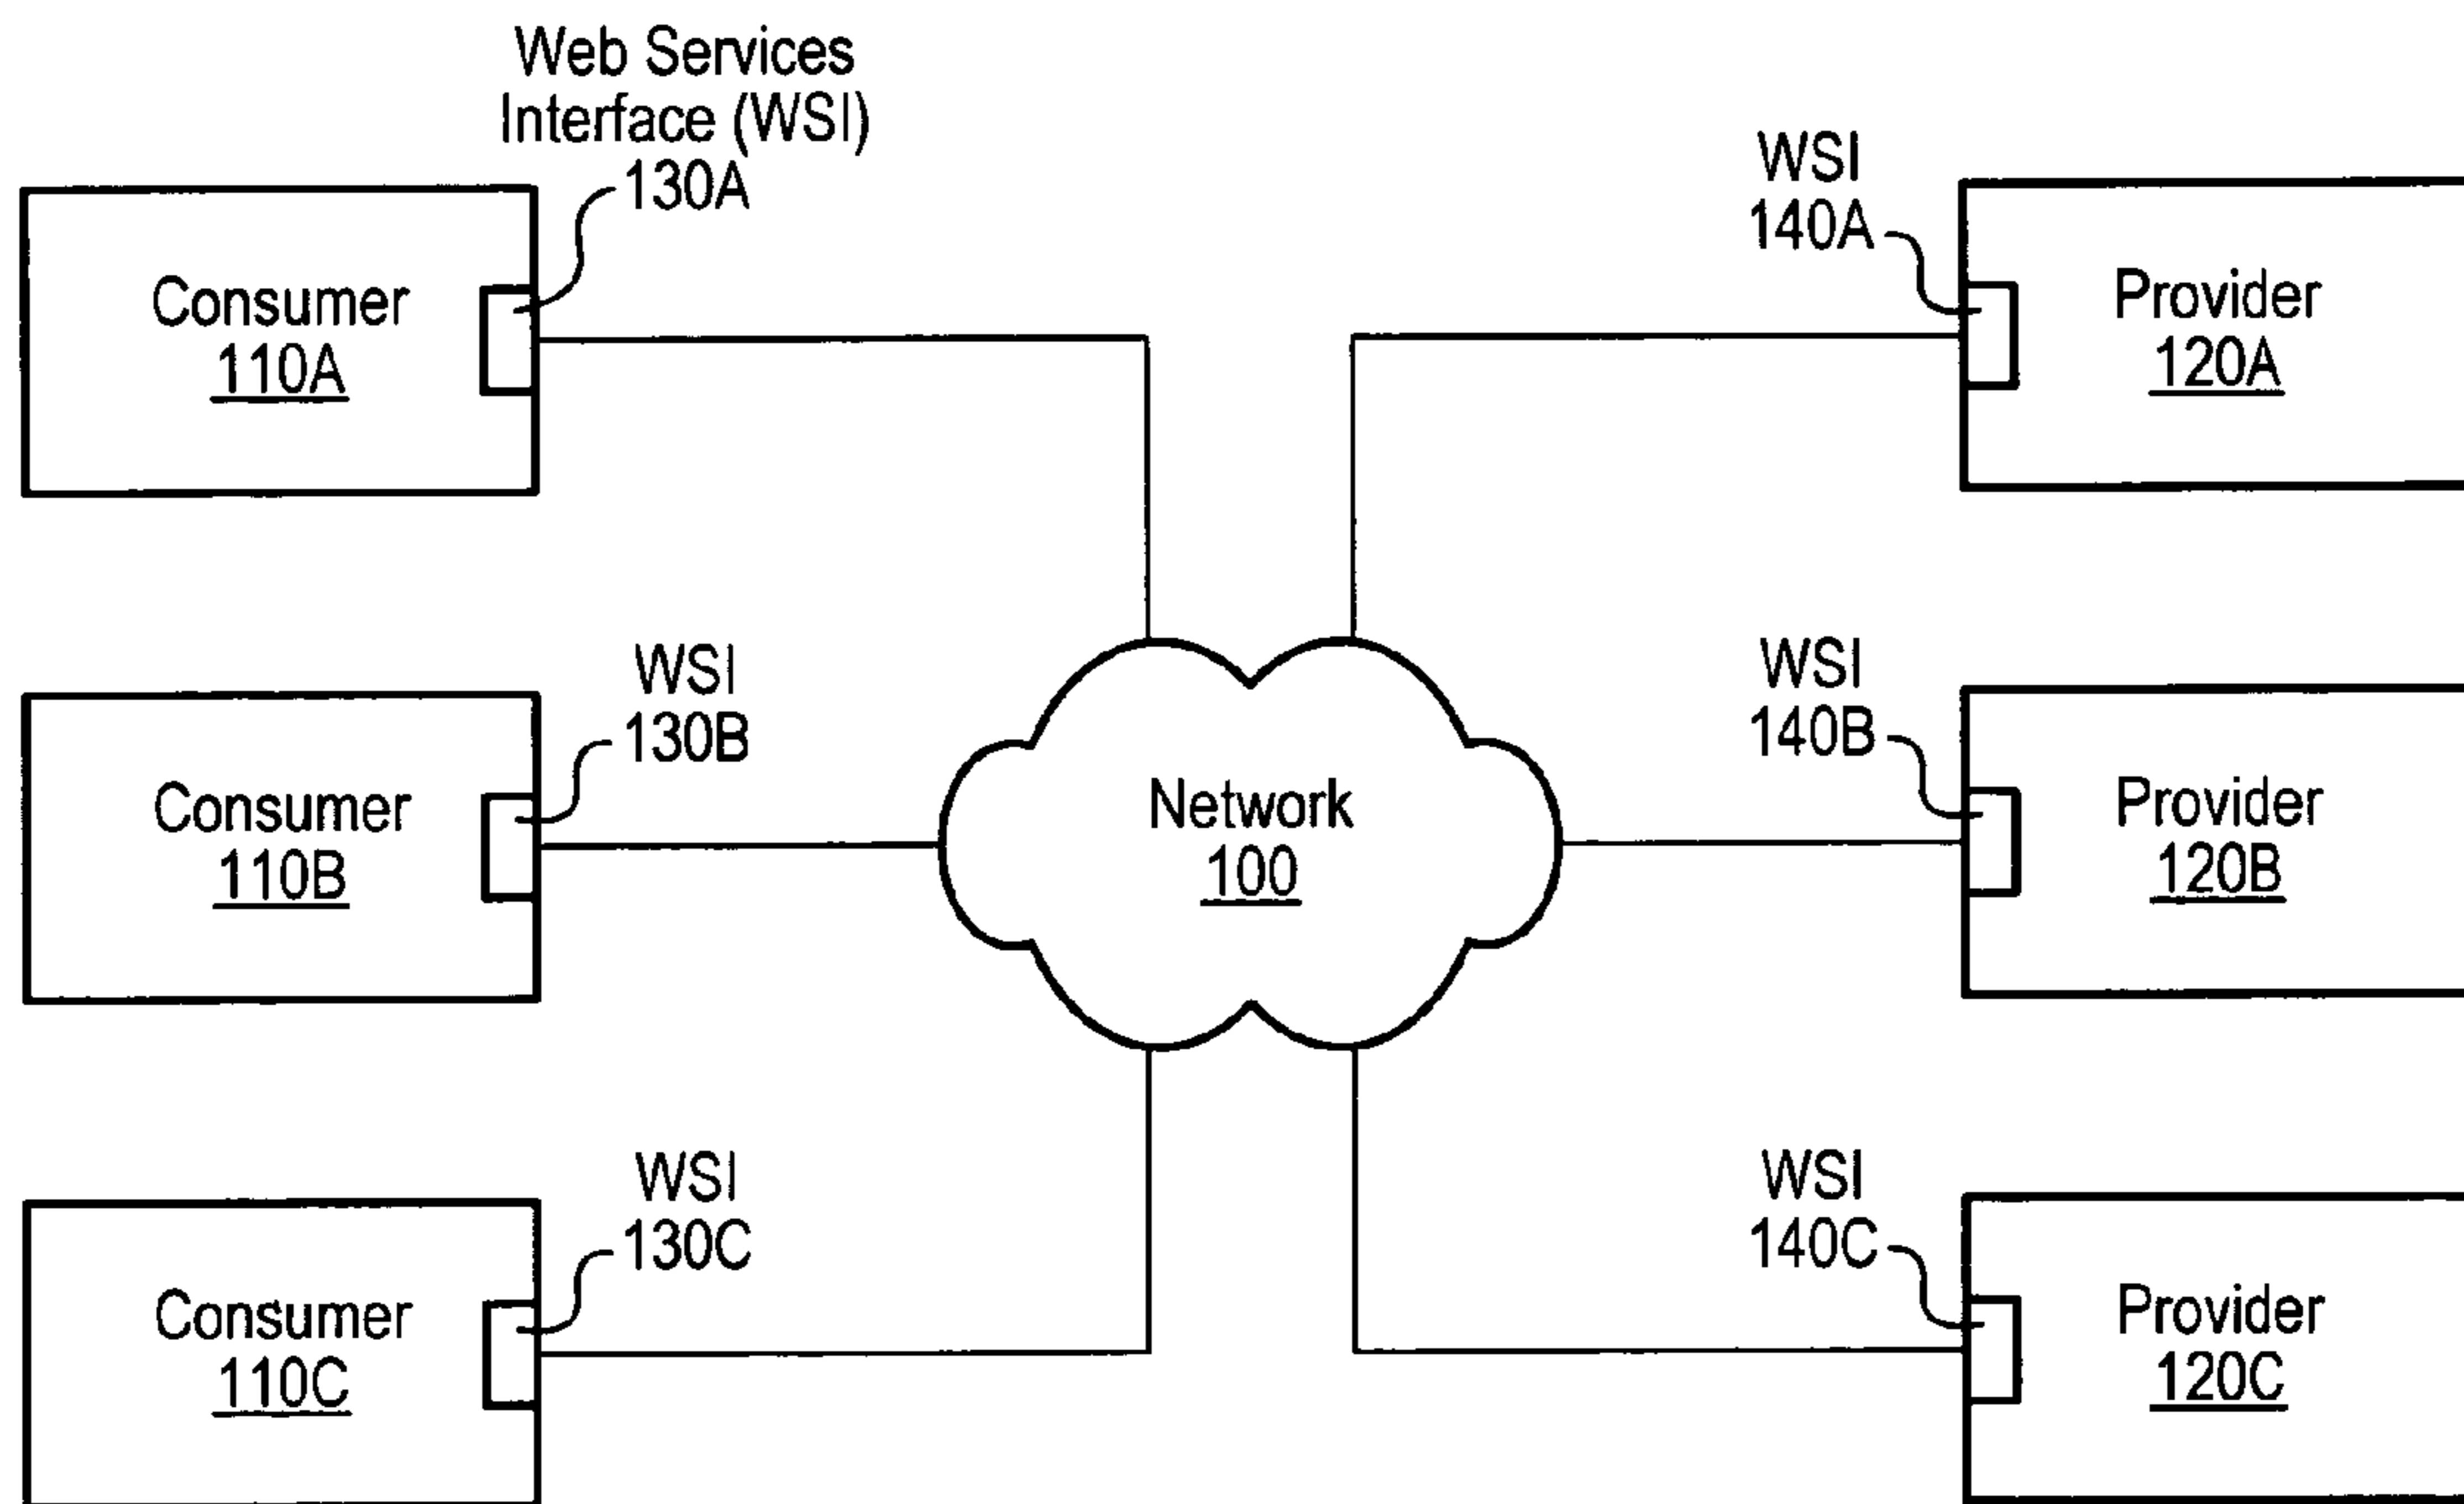 Web Services
Interface (WSI)
130A
Consumer
110A
WSI
140A
Provider
120A
WSI
130B
Consumer
110B
Network
100
WSI
140B
Provider
120B
WSI
130C
Consumer
110C
WSI
140C
Provider
120C